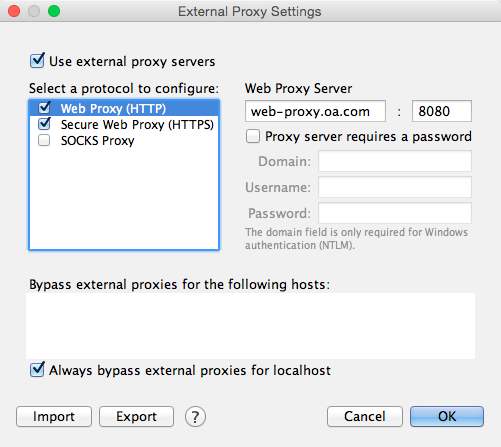 External Proxy Settings
Use external proxy servers
Select a protocol to configure:
Web Proxy (HTTP)
Secure Web Proxy (HTTPS)
SOCKS Proxy
Web Proxy Server
web-proxy.oa.com : 8080
Proxy server requires a password
Domain:
Username:
Password:
The domain field is only required for Windows
authentication (NTLM).
Bypass external proxies for the following hosts:
Always bypass external proxies for localhost
Import Export ? Cancel OK